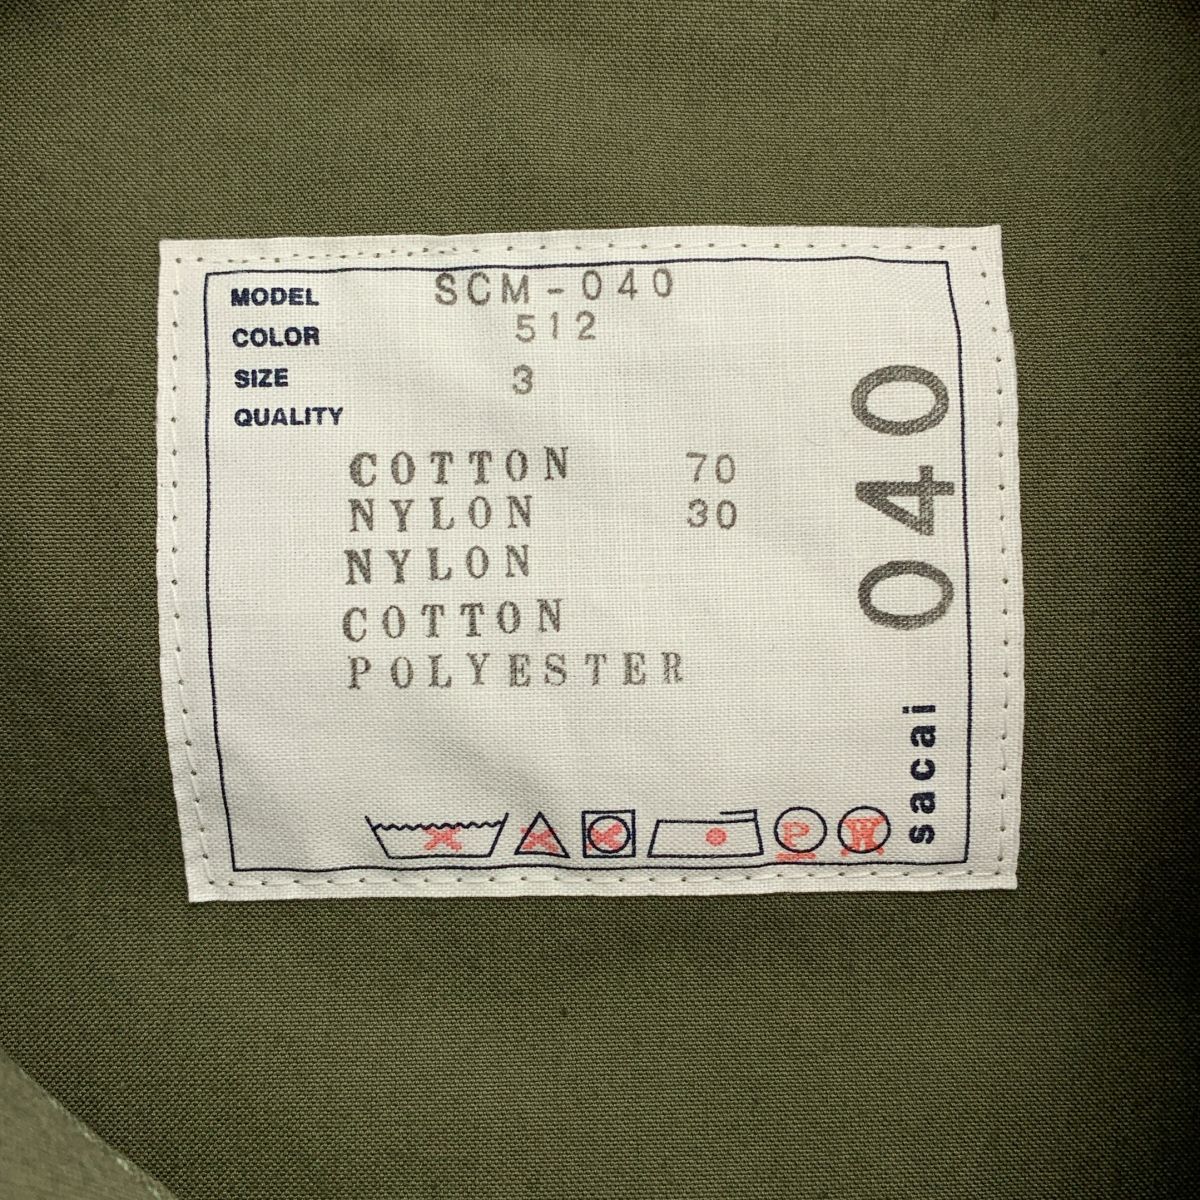 MODEL SCM-040
COLOR 512
SIZE 3
QUALITY
COTTON 70
NYLON 30
NYLON
COTTON
POLYESTER
P W
sacai 040